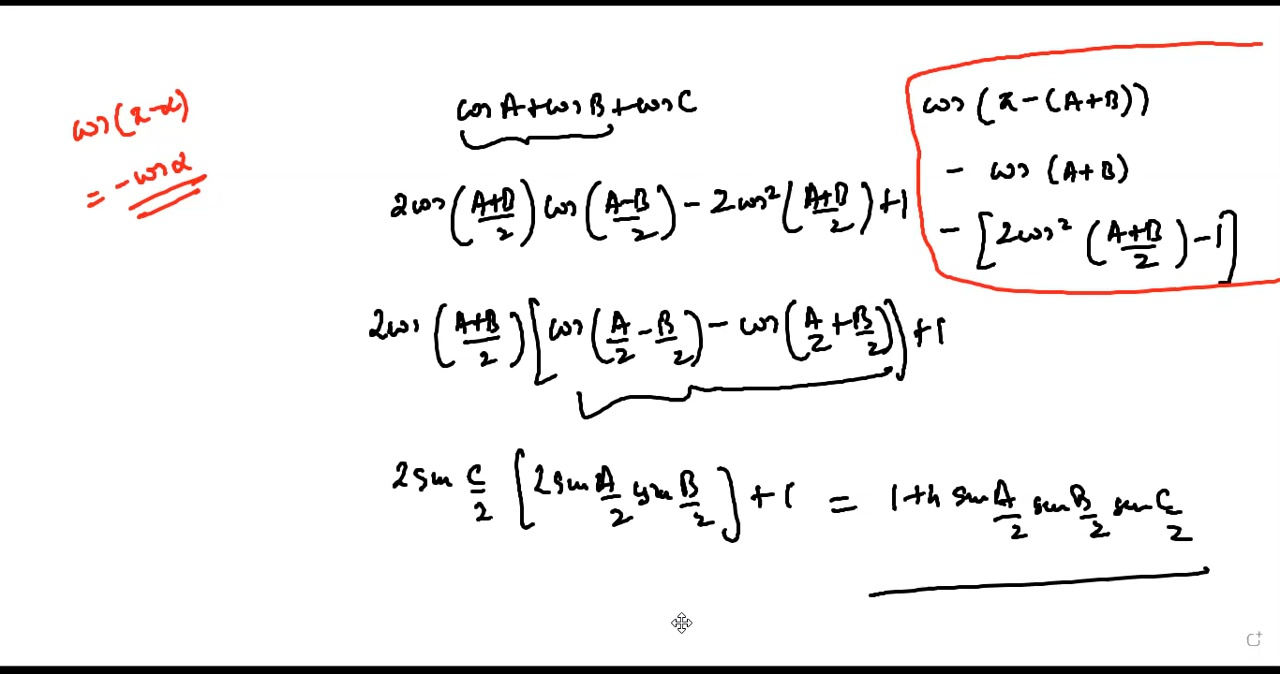 cos(π-α)
= -cosα
cosA+cosB+cosC
2cos(A+B/2)cos(A-B/2)-2cos²(A+B/2)+1
2cos(A+B/2)[cos(A/2-B/2)-cos(A/2+B/2)]+1
2sin C/2 [2sin A/2 sin B/2]+1 = 1+4 sin A/2 sin B/2 sin C/2
cos(π-(A+B))
- cos(A+B)
-[2cos²(A+B/2)-1]